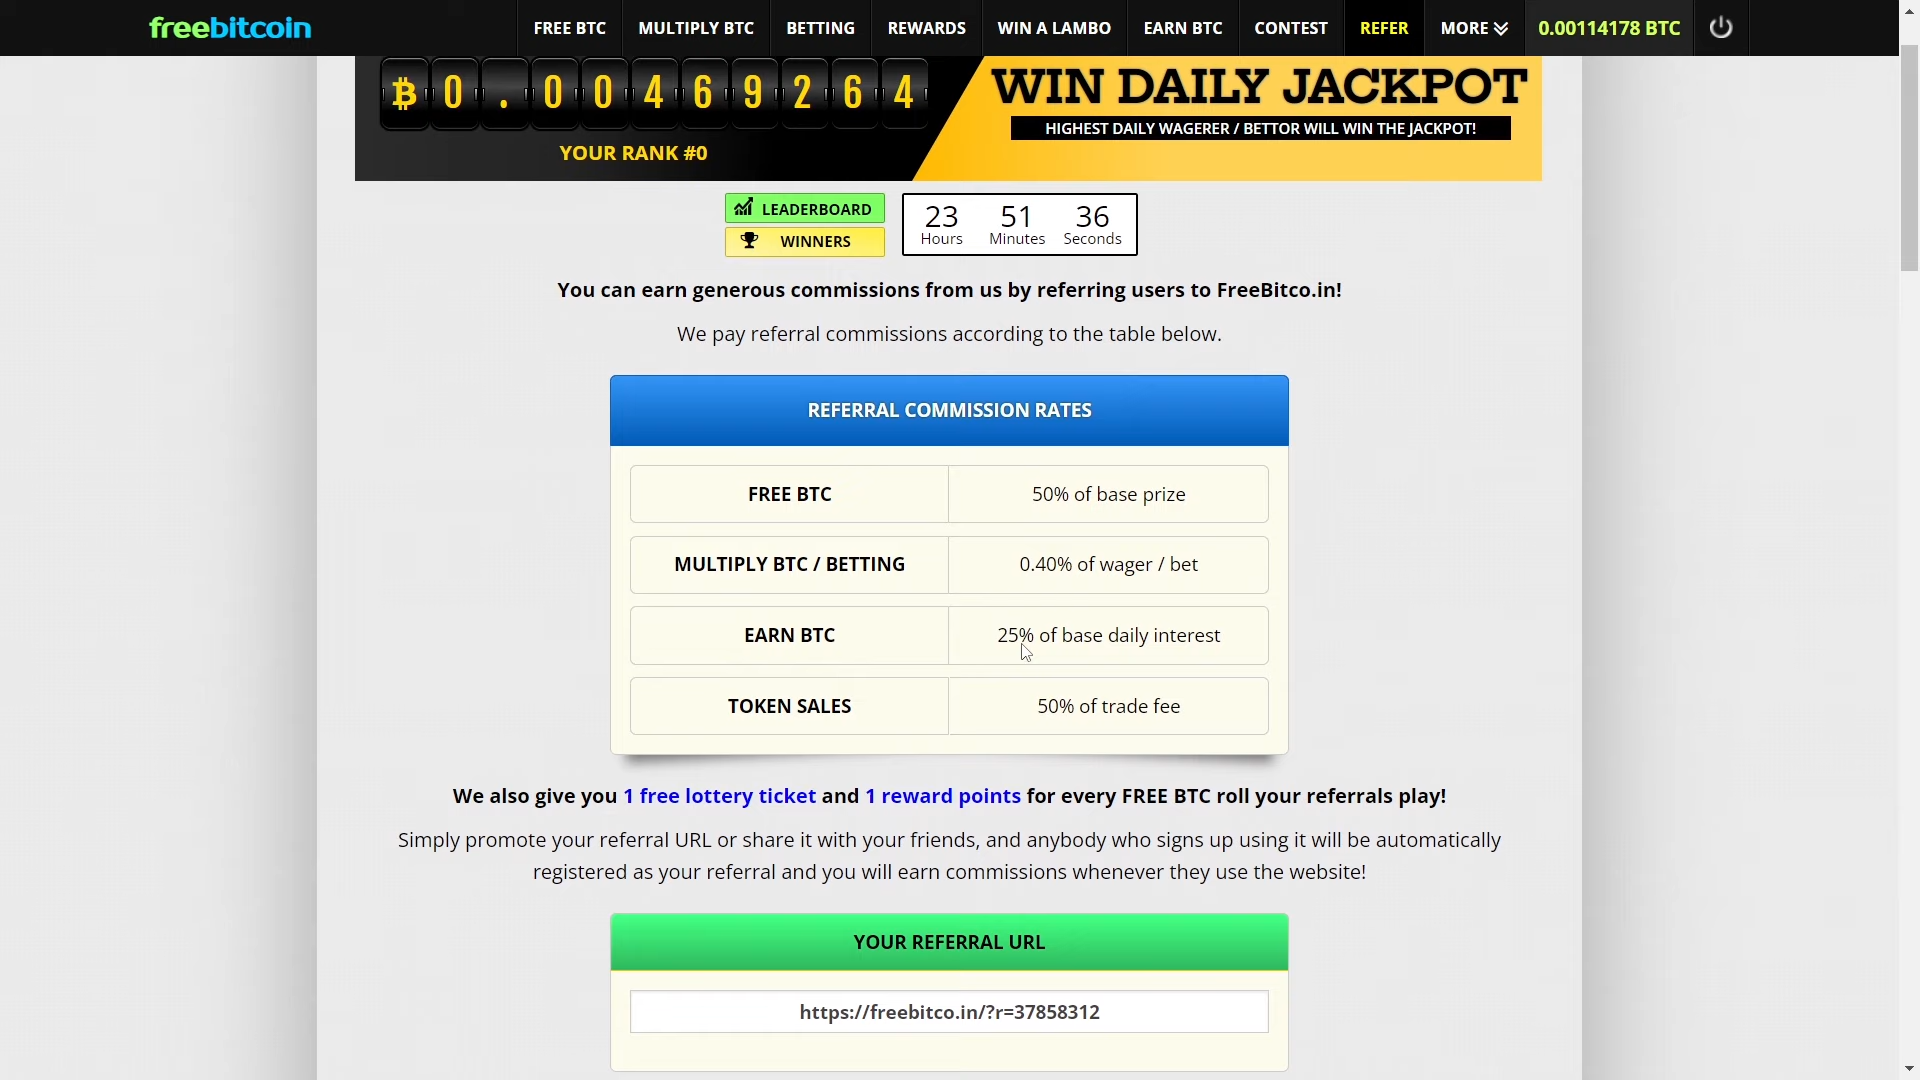 freebitcoin
FREE BTC
MULTIPLY BTC
BETTING
REWARDS
WIN A LAMBO
EARN BTC
CONTEST
REFER
MORE
0.00114178 BTC
0.00469264
YOUR RANK #0
WIN DAILY JACKPOT
HIGHEST DAILY WAGERER / BETTOR WILL WIN THE JACKPOT!
LEADERBOARD
WINNERS
23 51 36
Hours Minutes Seconds
You can earn generous commissions from us by referring users to FreeBitco.in!
We pay referral commissions according to the table below.
REFERRAL COMMISSION RATES
FREE BTC 50% of base prize
MULTIPLY BTC / BETTING 0.40% of wager / bet
EARN BTC 25% of base daily interest
TOKEN SALES 50% of trade fee
We also give you 1 free lottery ticket and 1 reward points for every FREE BTC roll your referrals play!
Simply promote your referral URL or share it with your friends, and anybody who signs up using it will be automatically
registered as your referral and you will earn commissions whenever they use the website!
YOUR REFERRAL URL
https://freebitco.in/?r=37858312